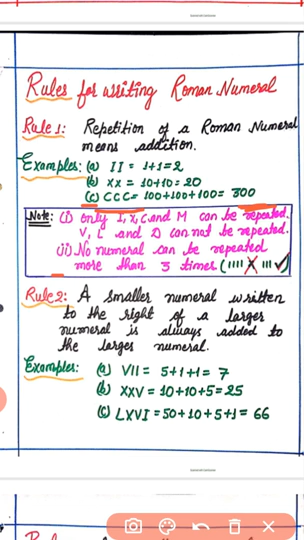 Rules for writing Roman Numeral
Rule 1: Repetition of a Roman Numeral
means addition.
Examples: (a) II = 1+1=2
(b) XX = 10+10=20
(c) CCC = 100+100+100= 300
Note: (i) only I, X, C and M can be repeated.
V, L and D can not be repeated.
(ii) No numeral can be repeated
more than 3 times (IIII X III ✓)
Rule 2: A smaller numeral written
to the right of a larger
numeral is always added to
the larges numeral.
Examples: (a) VII = 5+1+1= 7
(b) XXV = 10+10+5=25
(c) LXVI = 50+10+5+1= 66